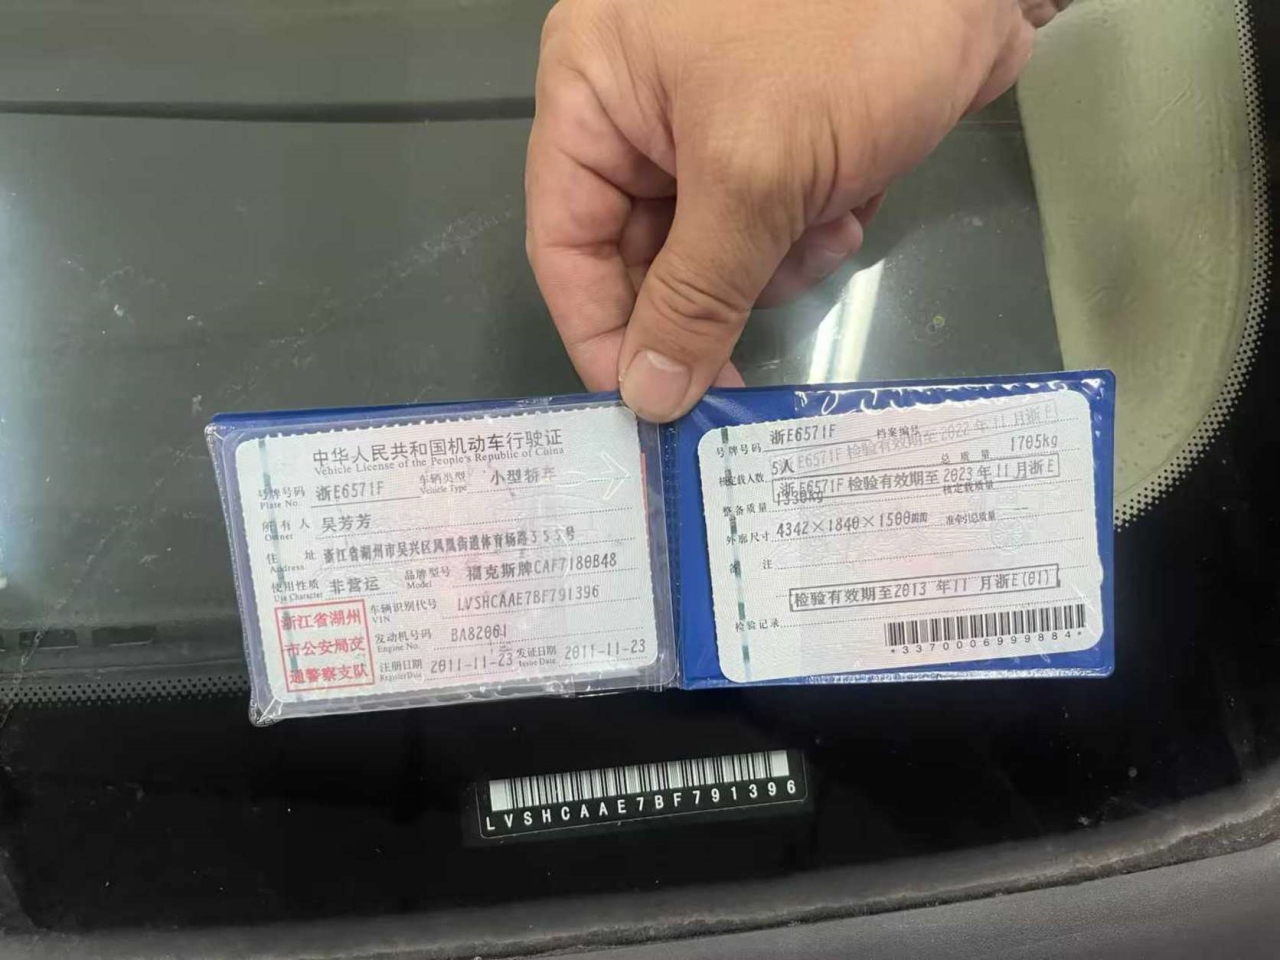 中华人民共和国机动车行驶证
Vehicle License of the People's Republic of China
号牌号码 浙E6571F 车辆类型 小型轿车
Plate No. Vehicle Type
所有人 吴芳芳
Owner
住 址 浙江省湖州市吴兴区凤凰街道体育场路355号
Address
使用性质 非营运 品牌型号 福克斯牌CAF7180B48
Use Character Model
浙江省湖州
市公安局交
通警察支队
车辆识别代号 LVSHCAAE7BF791396
VIN
发动机号码 BA82061
Engine No.
注册日期 2011-11-23 发证日期 2011-11-23
Register Date Issue Date
号牌号码 浙E6571F 档案编号
浙E6571F 检验有效期至2022年11月浙E
核定载人数 5人 总质量 1705kg
浙E6571F 检验有效期至2023年11月浙E
整备质量 1330kg 核定载质量
外廓尺寸 4342×1840×1500mm 准牵引总质量 --
备 注
检验有效期至2013年11月浙E(01)
检验记录
*3370006999884*
LVSHCAAE7BF791396